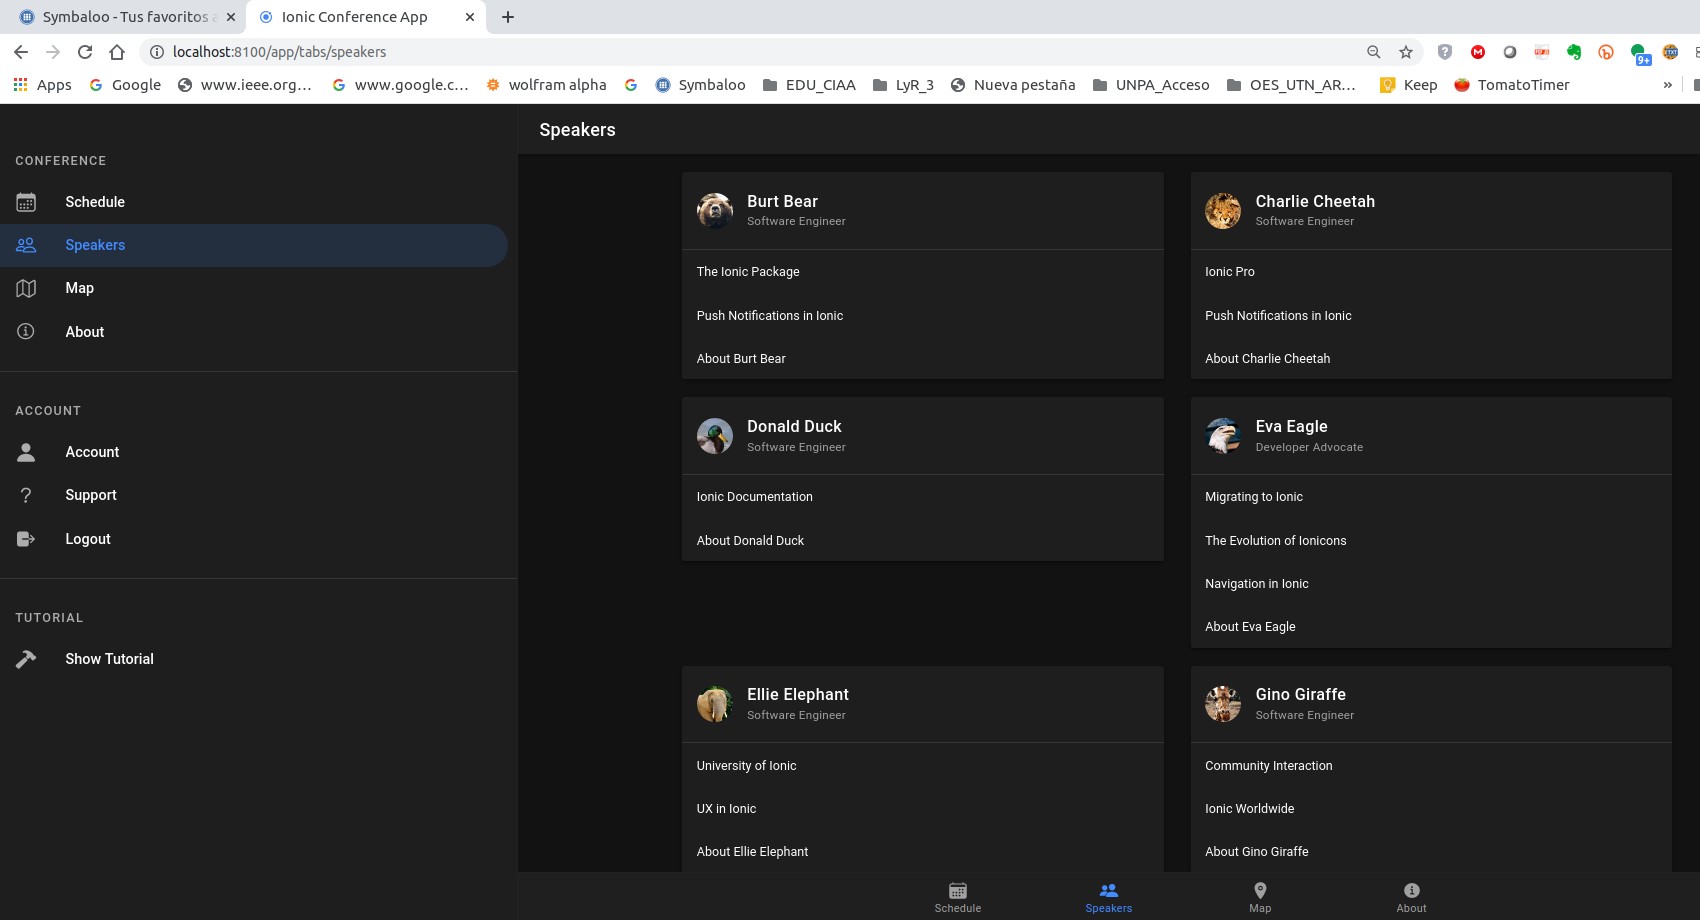 Symbaloo - Tus favoritos a
Ionic Conference App
localhost:8100/app/tabs/speakers
9+
Apps
Google
www.ieee.org...
www.google.c...
wolfram alpha
Symbaloo
EDU_CIAA
LyR_3
Nueva pestaña
UNPA_Acceso
OES_UTN_AR...
Keep
TomatoTimer
»
CONFERENCE
Schedule
Speakers
Map
About
ACCOUNT
Account
Support
Logout
TUTORIAL
Show Tutorial
Speakers
Burt Bear
Software Engineer
The Ionic Package
Push Notifications in Ionic
About Burt Bear
Charlie Cheetah
Software Engineer
Ionic Pro
Push Notifications in Ionic
About Charlie Cheetah
Donald Duck
Software Engineer
Ionic Documentation
About Donald Duck
Eva Eagle
Developer Advocate
Migrating to Ionic
The Evolution of Ionicons
Navigation in Ionic
About Eva Eagle
Ellie Elephant
Software Engineer
University of Ionic
UX in Ionic
About Ellie Elephant
Gino Giraffe
Software Engineer
Community Interaction
Ionic Worldwide
About Gino Giraffe
Schedule
Speakers
Map
About